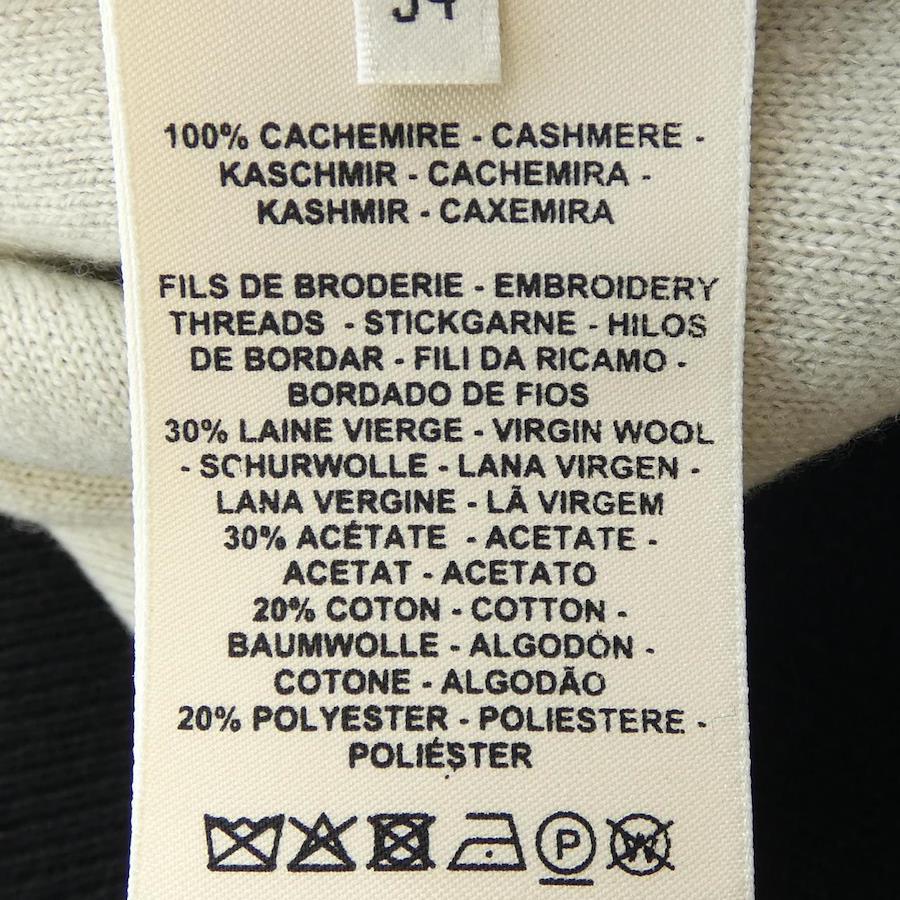 34
100% CACHEMIRE - CASHMERE -
KASCHMIR - CACHEMIRA -
KASHMIR - CAXEMIRA
FILS DE BRODERIE - EMBROIDERY
THREADS - STICKGARNE - HILOS
DE BORDAR - FILI DA RICAMO -
BORDADO DE FIOS
30% LAINE VIERGE - VIRGIN WOOL
- SCHURWOLLE - LANA VIRGEN -
LANA VERGINE - LÃ VIRGEM
30% ACÉTATE - ACETATE -
ACETAT - ACETATO
20% COTON - COTTON -
BAUMWOLLE - ALGODÓN -
COTONE - ALGODÃO
20% POLYESTER - POLIESTERE -
POLIÉSTER
P W